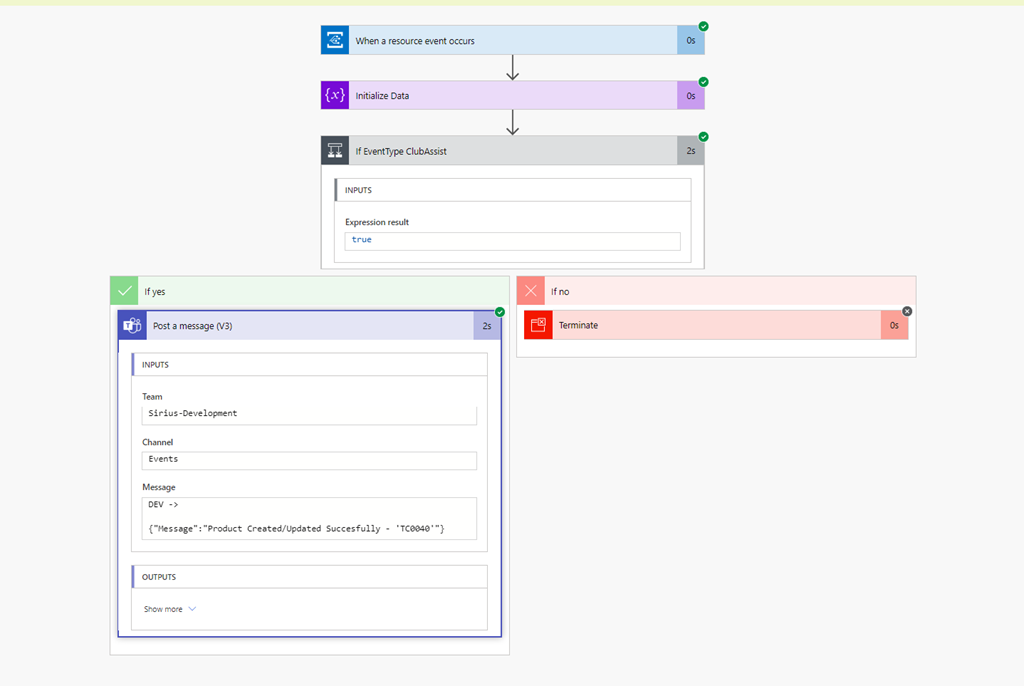 When a resource event occurs
0s
{x}
Initialize Data
0s
If EventType ClubAssist
2s
INPUTS
Expression result
true
If yes
Post a message (V3)
2s
INPUTS
Team
Sirius-Development
Channel
Events
Message
DEV ->
{"Message":"Product Created/Updated Succesfully - 'TC0040'"}
OUTPUTS
Show more
If no
Terminate
0s